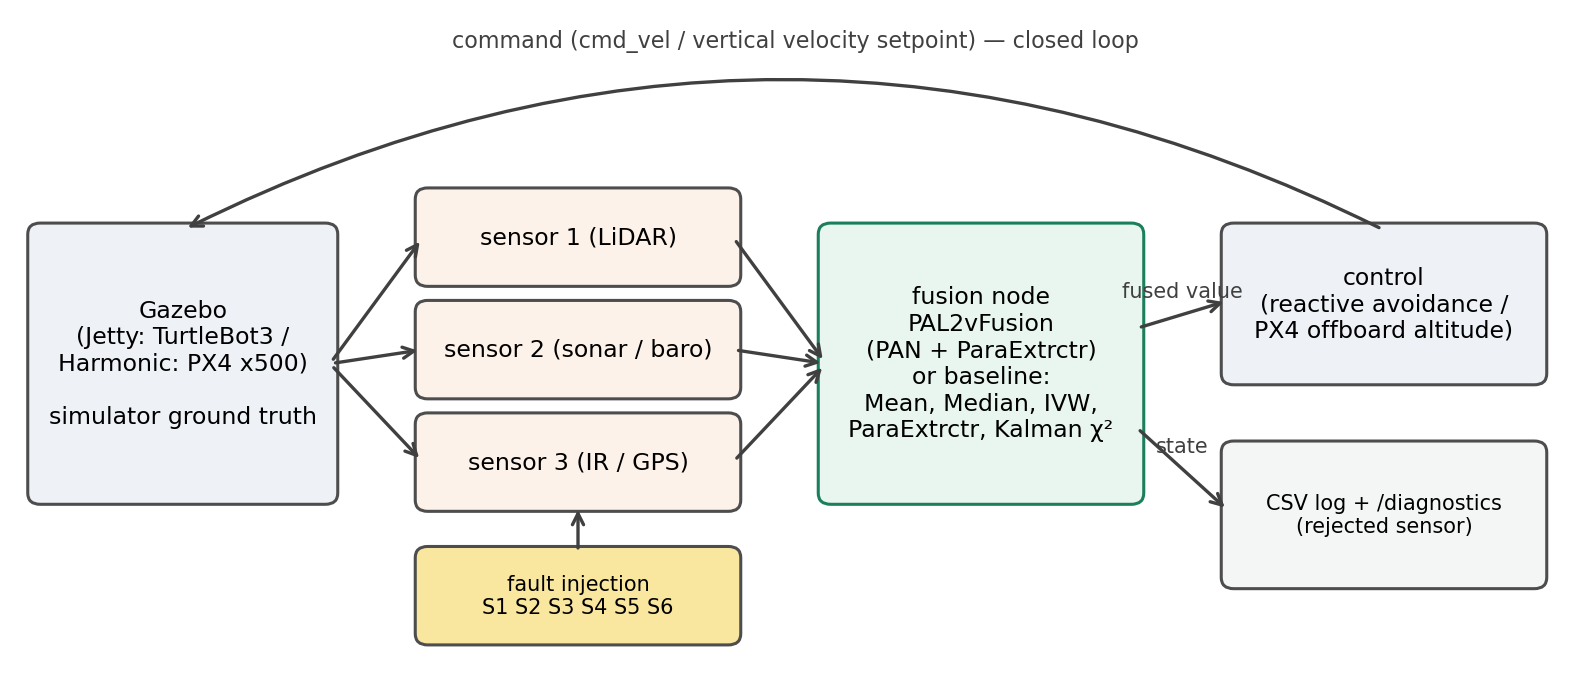 command (cmd_vel / vertical velocity setpoint) — closed loop
Gazebo
(Jetty: TurtleBot3 /
Harmonic: PX4 x500)
simulator ground truth
sensor 1 (LiDAR)
sensor 2 (sonar / baro)
sensor 3 (IR / GPS)
fault injection
S1 S2 S3 S4 S5 S6
fusion node
PAL2vFusion
(PAN + ParaExtrctr)
or baseline:
Mean, Median, IVW,
ParaExtrctr, Kalman χ²
fused value
state
control
(reactive avoidance /
PX4 offboard altitude)
CSV log + /diagnostics
(rejected sensor)